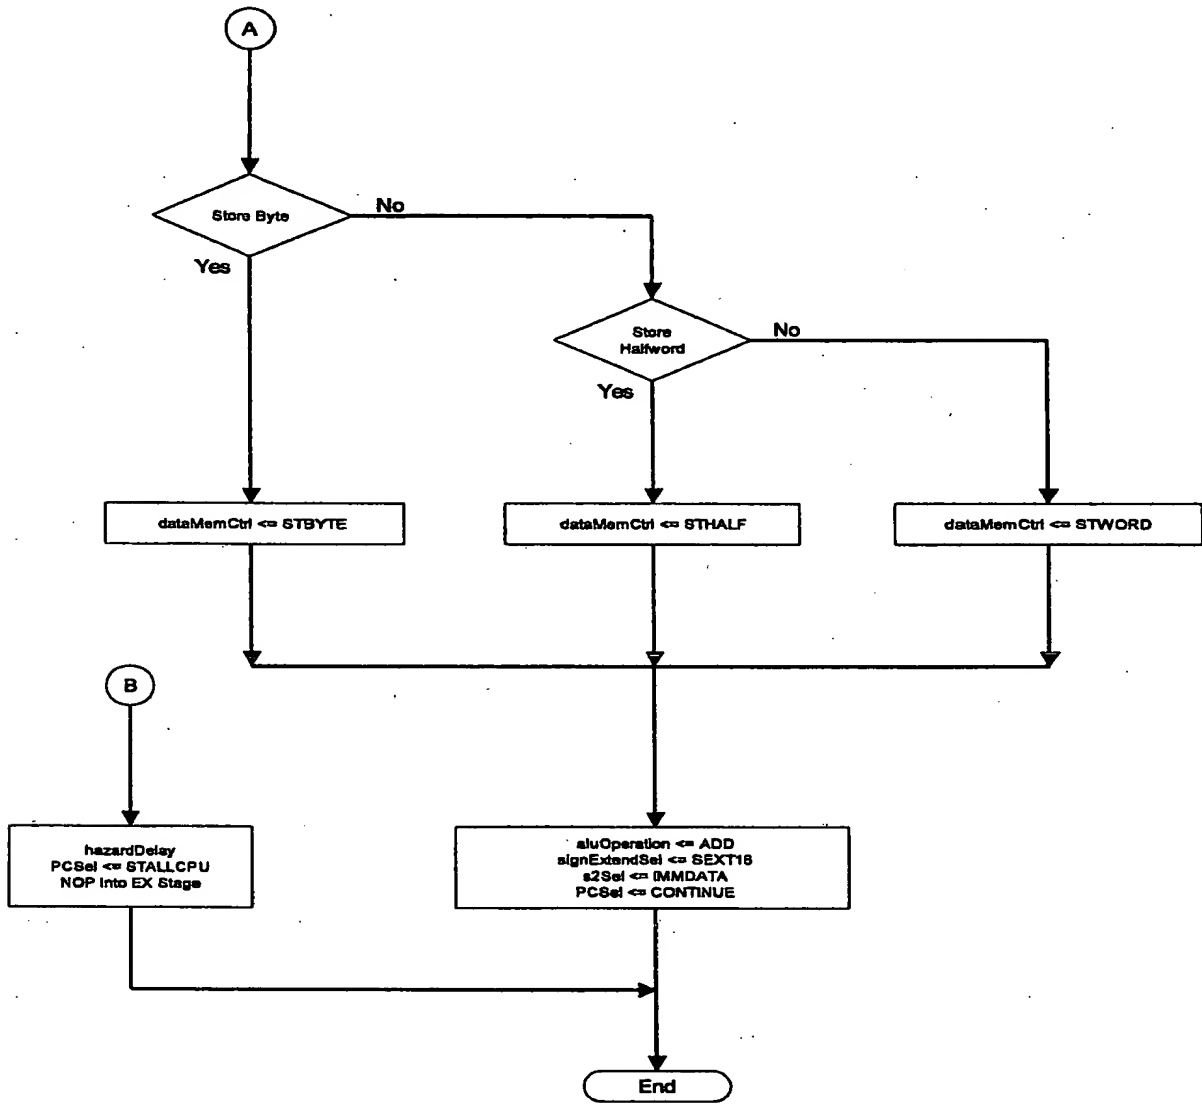 A
Store Byte
No
Yes
Store
Halfword
No
Yes
dataMemCtrl <= STBYTE
dataMemCtrl <= STHALF
dataMemCtrl <= STWORD
B
hazardDelay
PCSel <= STALLCPU
NOP Into EX Stage
aluOperation <= ADD
signExtendSel <= SEXT16
s2Sel <= IMMDATA
PCSel <= CONTINUE
End